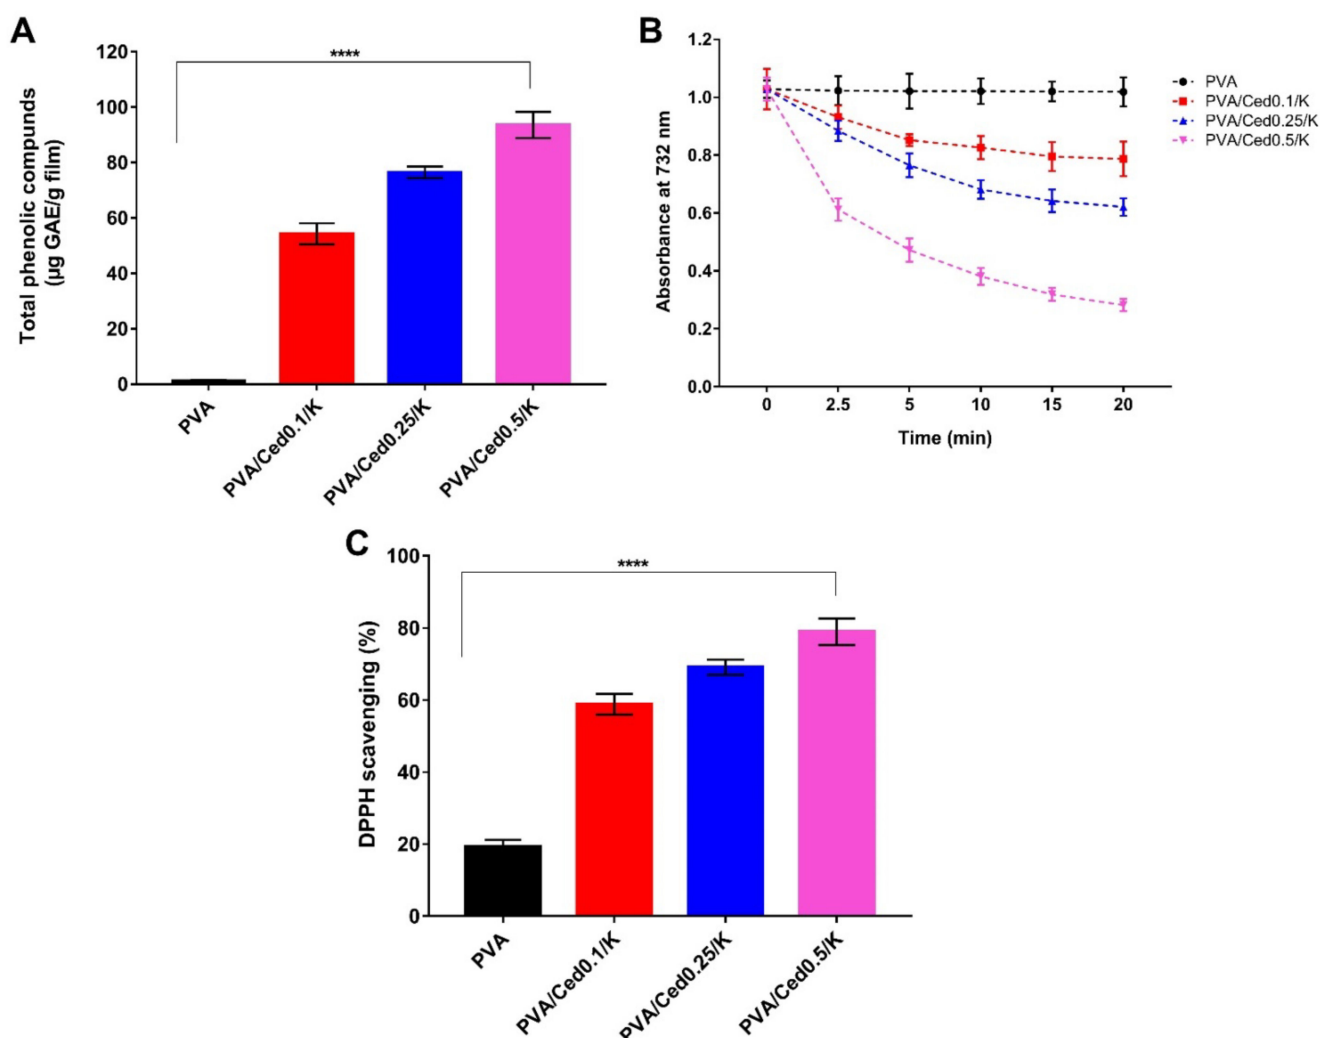 A
Total phenolic compunds
(µg GAE/g film)
120
100
80
60
40
20
0
****
PVA
PVA/Ced0.1/K
PVA/Ced0.25/K
PVA/Ced0.5/K
B
Absorbance at 732 nm
1.2
1.0
0.8
0.6
0.4
0.2
0.0
0 2.5 5 10 15 20
Time (min)
PVA
PVA/Ced0.1/K
PVA/Ced0.25/K
PVA/Ced0.5/K
C
DPPH scavenging (%)
100
80
60
40
20
0
****
PVA
PVA/Ced0.1/K
PVA/Ced0.25/K
PVA/Ced0.5/K